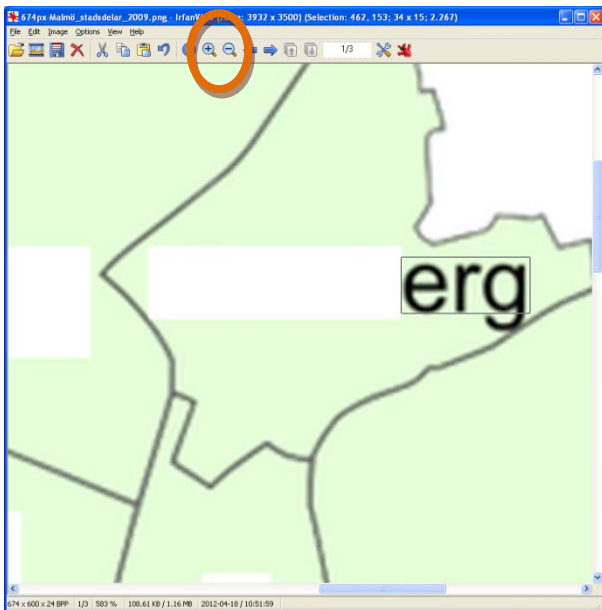 674px-Malmö_stadsdelar_2009.png - IrfanView (Zoom: 3932 x 3500) (Selection: 462, 153; 34 x 15; 2.267)
File Edit Image Options View Help
1/3
erg
674 x 600 x 24 BPP 1/3 583 % 108.61 KB / 1.16 MB 2012-04-18 / 10:51:59